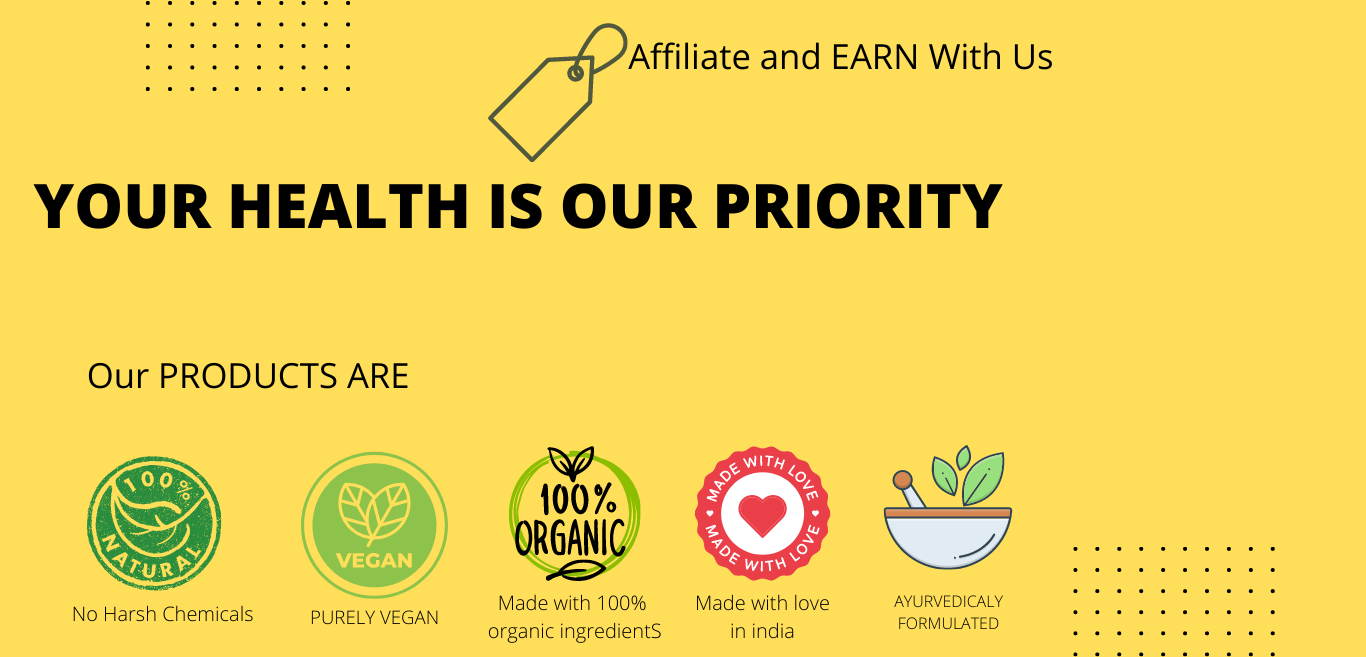 Affiliate and EARN With Us
YOUR HEALTH IS OUR PRIORITY
Our PRODUCTS ARE
100%
NATURAL
No Harsh Chemicals
VEGAN
PURELY VEGAN
100%
ORGANIC
Made with 100%
organic ingredientS
MADE WITH LOVE
MADE WITH LOVE
Made with love
in india
AYURVEDICALY
FORMULATED